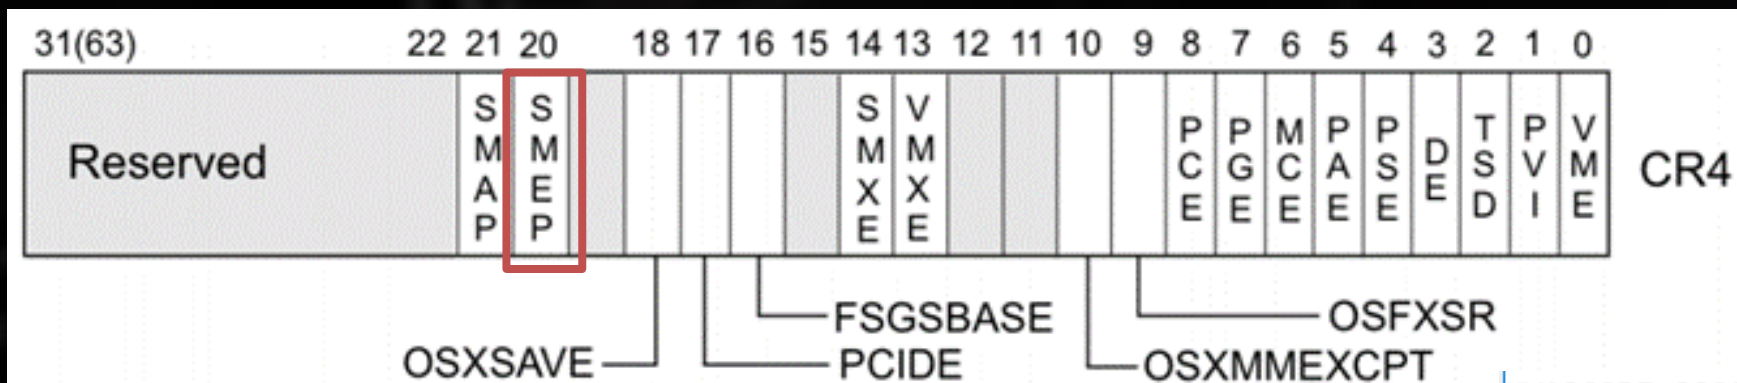 31(63) 22 21 20 18 17 16 15 14 13 12 11 10 9 8 7 6 5 4 3 2 1 0
Reserved SMAP SMEP SMXE VMXE PCE PGE MCE PAE PSE DE TSD PVI VME CR4
FSGSBASE OSFXSR
OSXSAVE PCIDE OSXMMEXCPT